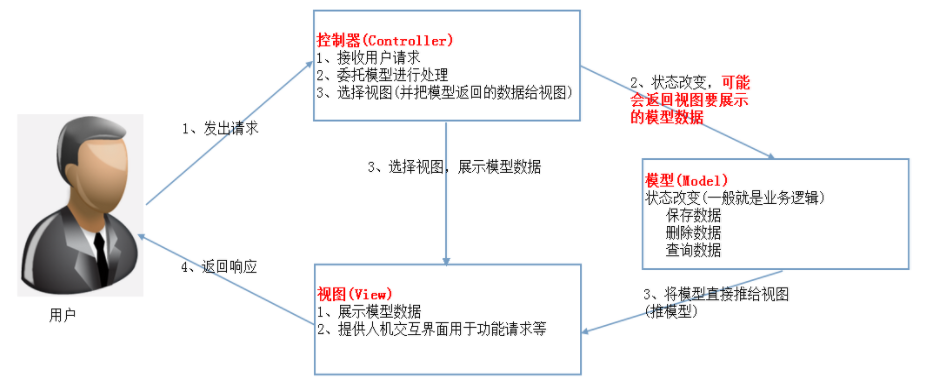 控制器(Controller)
1、接收用户请求
2、委托模型进行处理
3、选择视图(并把模型返回的数据给视图)
2、状态改变，可能
会返回视图要展示
的模型数据
1、发出请求
3、选择视图，展示模型数据
模型(Model)
状态改变(一般就是业务逻辑)
保存数据
删除数据
查询数据
4、返回响应
视图(View)
1、展示模型数据
2、提供人机交互界面用于功能请求等
3、将模型直接推给视图
(推模型)
用户